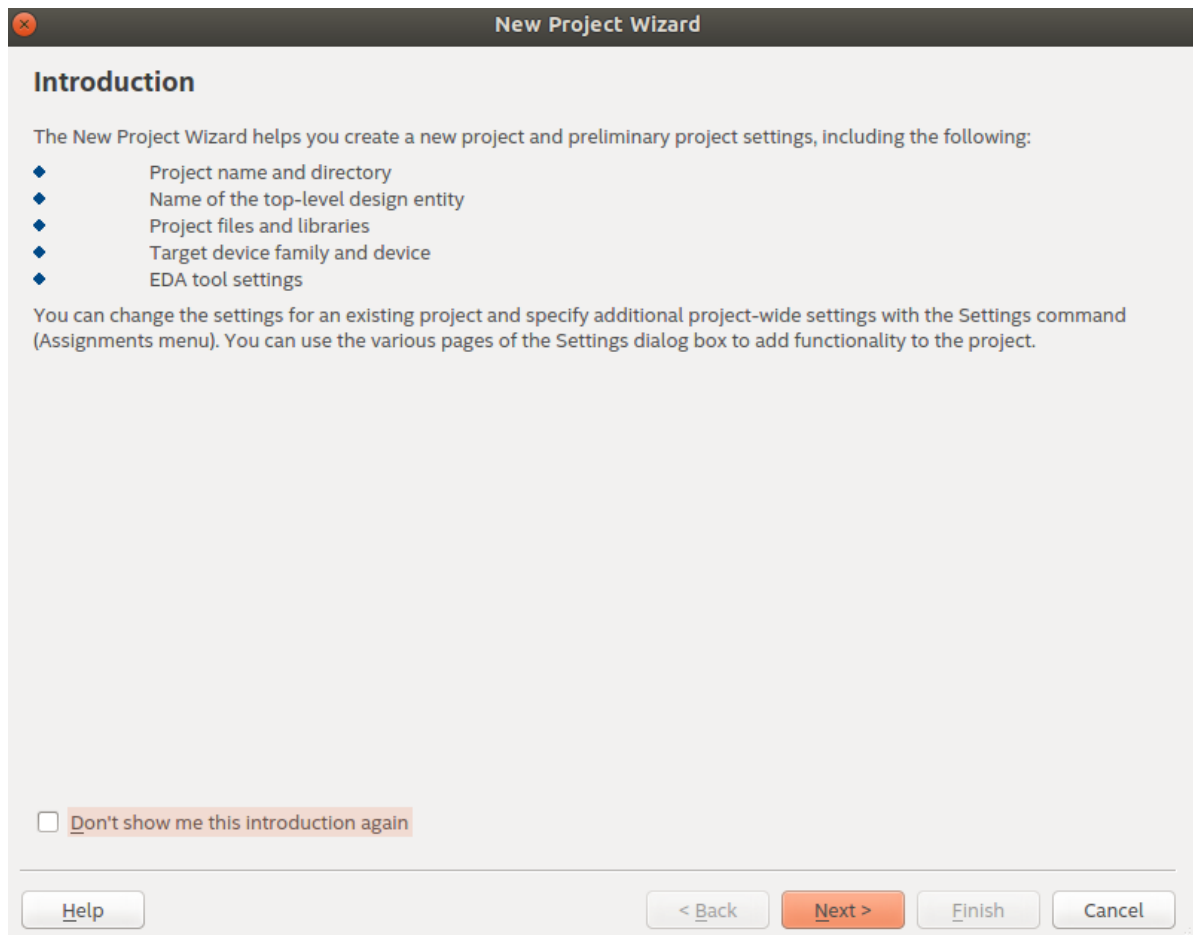 New Project Wizard
Introduction
The New Project Wizard helps you create a new project and preliminary project settings, including the following:
Project name and directory
Name of the top-level design entity
Project files and libraries
Target device family and device
EDA tool settings
You can change the settings for an existing project and specify additional project-wide settings with the Settings command
(Assignments menu). You can use the various pages of the Settings dialog box to add functionality to the project.
Don't show me this introduction again
Help
< Back
Next >
Finish
Cancel